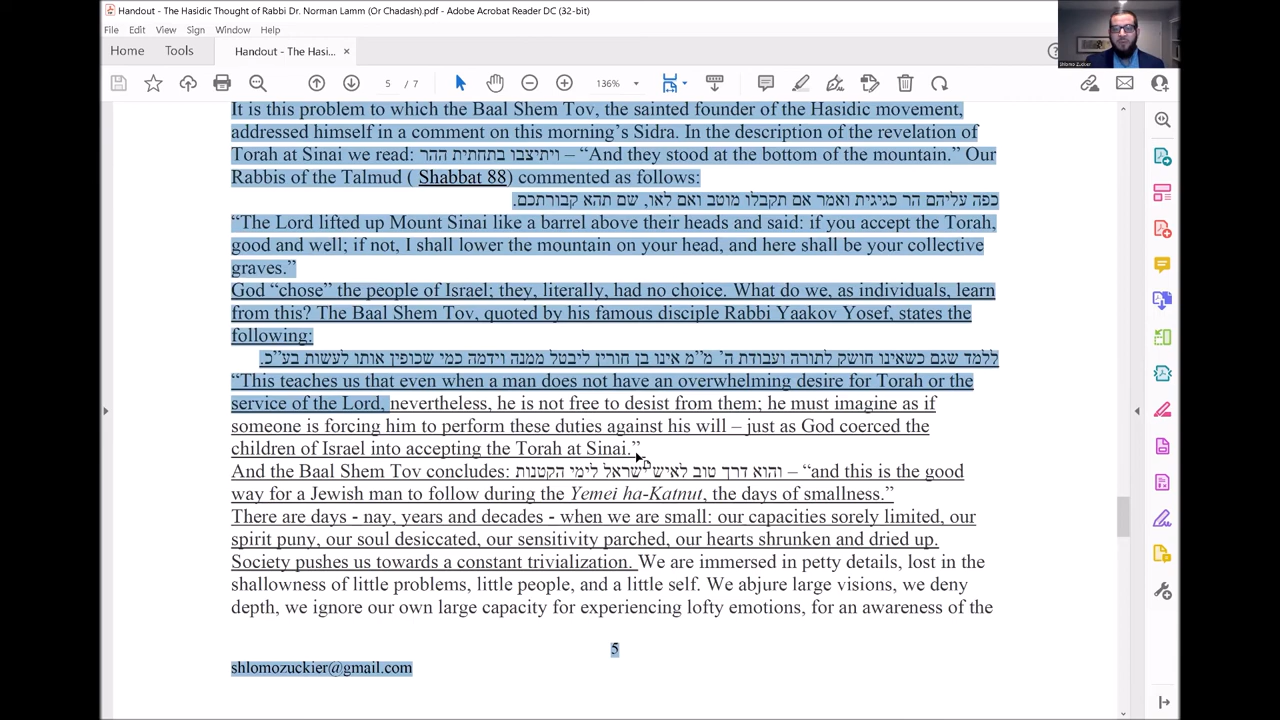 Handout - The Hasidic Thought of Rabbi Dr. Norman Lamm (Or Chadash).pdf - Adobe Acrobat Reader DC (32-bit)
File Edit View Sign Window Help
Home Tools Handout - The Hasi... ×
5 / 7 136%
Shlomo Zuckier
It is this problem to which the Baal Shem Tov, the sainted founder of the Hasidic movement,
addressed himself in a comment on this morning’s Sidra. In the description of the revelation of
Torah at Sinai we read: ויתיצבו בתחתית ההר – “And they stood at the bottom of the mountain.” Our
Rabbis of the Talmud ( Shabbat 88) commented as follows:
כפה עליהם הר כגיגית ואמר אם תקבלו מוטב ואם לאו, שם תהא קבורתכם.
“The Lord lifted up Mount Sinai like a barrel above their heads and said: if you accept the Torah,
good and well; if not, I shall lower the mountain on your head, and here shall be your collective
graves.”
God “chose” the people of Israel; they, literally, had no choice. What do we, as individuals, learn
from this? The Baal Shem Tov, quoted by his famous disciple Rabbi Yaakov Yosef, states the
following:
ללמד שגם כשאינו חושק לתורה ועבודת ה’ מ”מ אינו בן חורין ליבטל ממנה וידמה כמי שכופין אותו לעשות בע”כ.
“This teaches us that even when a man does not have an overwhelming desire for Torah or the
service of the Lord, nevertheless, he is not free to desist from them; he must imagine as if
someone is forcing him to perform these duties against his will – just as God coerced the
children of Israel into accepting the Torah at Sinai.”
And the Baal Shem Tov concludes: והוא דרך טוב לאיש ישראל לימי הקטנות – “and this is the good
way for a Jewish man to follow during the Yemei ha-Katnut, the days of smallness.”
There are days - nay, years and decades - when we are small: our capacities sorely limited, our
spirit puny, our soul desiccated, our sensitivity parched, our hearts shrunken and dried up.
Society pushes us towards a constant trivialization. We are immersed in petty details, lost in the
shallowness of little problems, little people, and a little self. We abjure large visions, we deny
depth, we ignore our own large capacity for experiencing lofty emotions, for an awareness of the
5
shlomozuckier@gmail.com